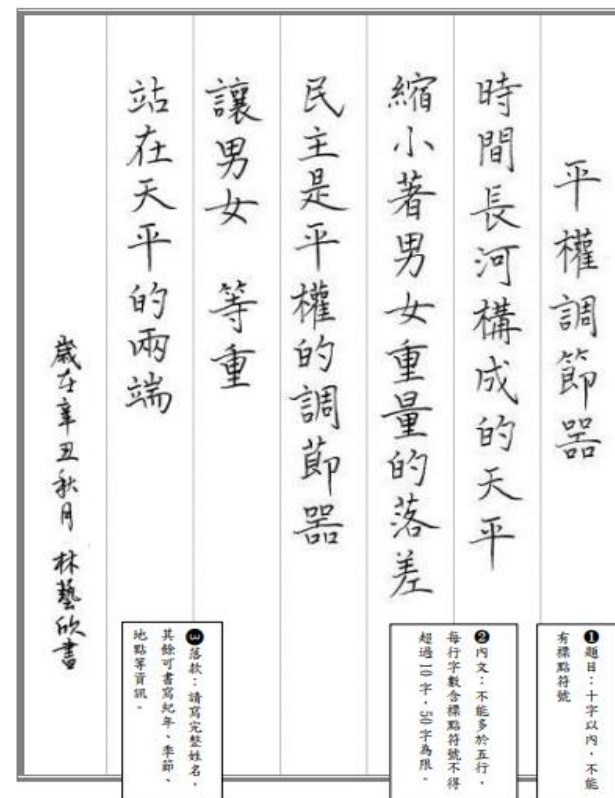 平權調節器
時間長河構成的天平
縮小著男女重量的落差
民主是平權的調節器
讓男女　等重
站在天平的兩端
歲在辛丑秋月 林藝欣書
❶題目：十字以內，不能
有標點符號
❷內文：不能多於五行，
每行字數含標點符號不得
超過10字，50字為限。
❸落款：請寫完整姓名，
其餘可書寫紀年、季節、
地點等資訊。